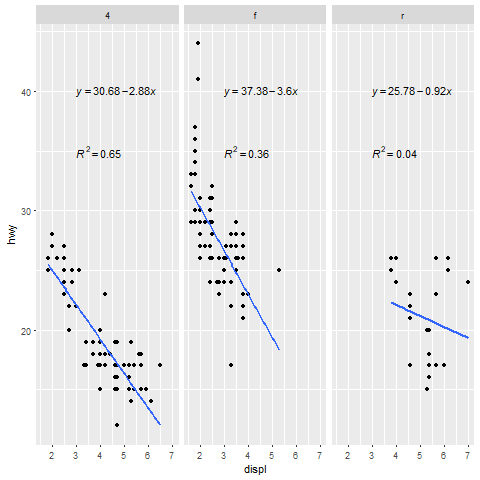 4 f r
y = 30.68 − 2.88x y = 37.38 − 3.6x y = 25.78 − 0.92x
R² = 0.65 R² = 0.36 R² = 0.04
40
30
20
hwy
2 3 4 5 6 7 2 3 4 5 6 7 2 3 4 5 6 7
displ